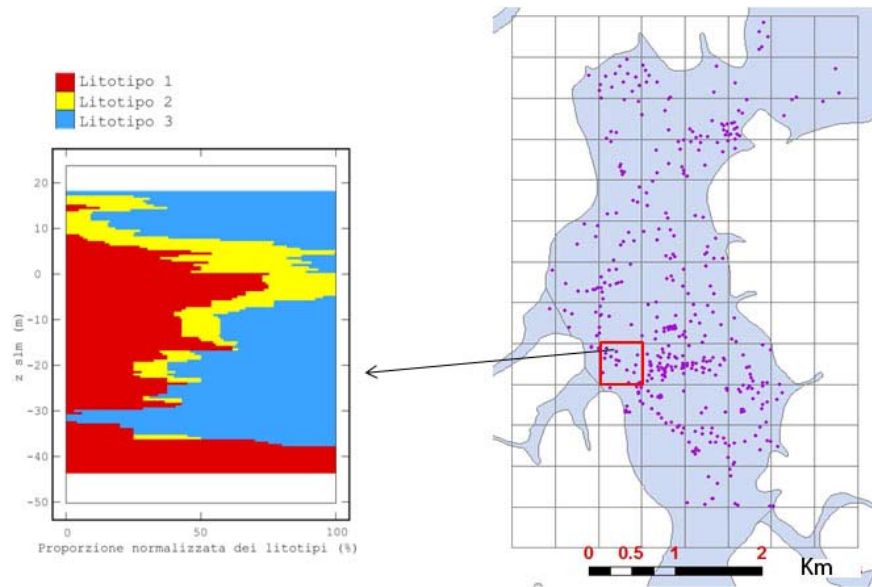 Litotipo 1
Litotipo 2
Litotipo 3
20
10
0
-10
-20
-30
-40
-50
z slm (m)
0
50
100
Proporzione normalizzata dei litotipi (%)
0 0.5 1 2
Km